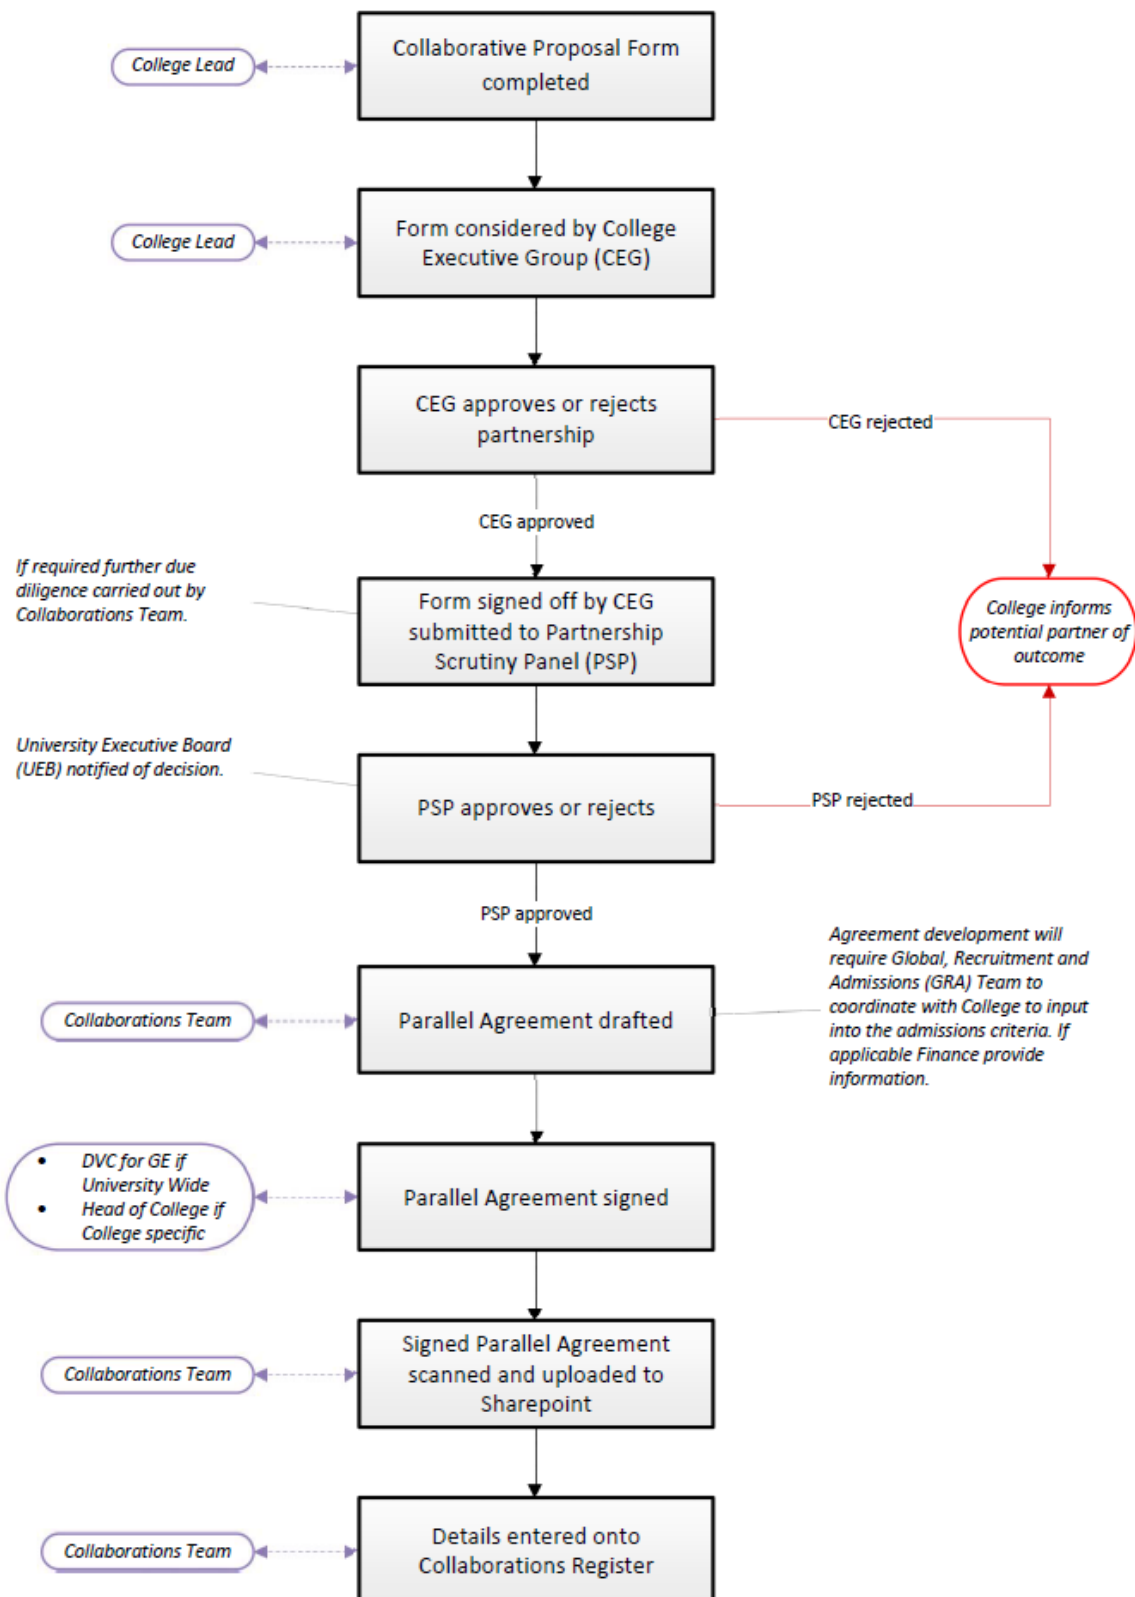 Collaborative Proposal Form
completed
College Lead
Form considered by College
Executive Group (CEG)
College Lead
CEG approves or rejects
partnership
CEG rejected
CEG approved
If required further due
diligence carried out by
Collaborations Team.
Form signed off by CEG
submitted to Partnership
Scrutiny Panel (PSP)
College informs
potential partner of
outcome
University Executive Board
(UEB) notified of decision.
PSP approves or rejects
PSP rejected
PSP approved
Agreement development will
require Global, Recruitment and
Admissions (GRA) Team to
coordinate with College to input
into the admissions criteria. If
applicable Finance provide
information.
Collaborations Team
Parallel Agreement drafted
• DVC for GE if
University Wide
• Head of College if
College specific
Parallel Agreement signed
Collaborations Team
Signed Parallel Agreement
scanned and uploaded to
Sharepoint
Collaborations Team
Details entered onto
Collaborations Register